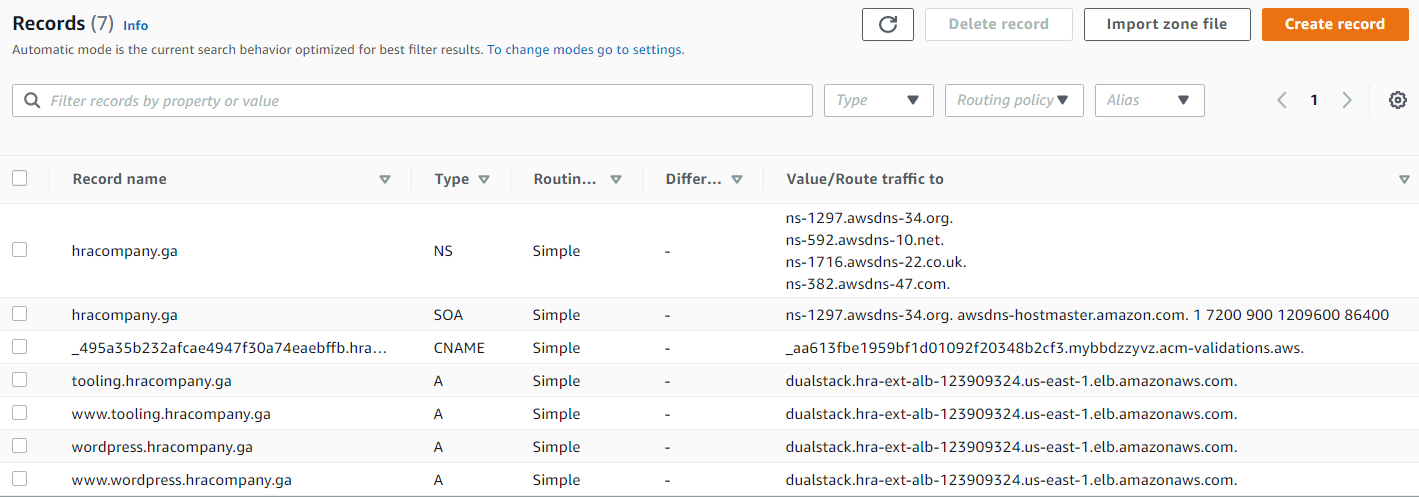 Records (7) Info
Refresh Delete record Import zone file Create record
Automatic mode is the current search behavior optimized for best filter results. To change modes go to settings.
Filter records by property or value Type Routing policy Alias 1
Record name Type Routin... Differ... Value/Route traffic to
hracompany.ga NS Simple - ns-1297.awsdns-34.org.
ns-592.awsdns-10.net.
ns-1716.awsdns-22.co.uk.
ns-382.awsdns-47.com.
hracompany.ga SOA Simple - ns-1297.awsdns-34.org. awsdns-hostmaster.amazon.com. 1 7200 900 1209600 86400
_495a35b232afcae4947f30a74eaebffb.hra... CNAME Simple - _aa613fbe1959bf1d01092f20348b2cf3.mybbdzzyvz.acm-validations.aws.
tooling.hracompany.ga A Simple - dualstack.hra-ext-alb-123909324.us-east-1.elb.amazonaws.com.
www.tooling.hracompany.ga A Simple - dualstack.hra-ext-alb-123909324.us-east-1.elb.amazonaws.com.
wordpress.hracompany.ga A Simple - dualstack.hra-ext-alb-123909324.us-east-1.elb.amazonaws.com.
www.wordpress.hracompany.ga A Simple - dualstack.hra-ext-alb-123909324.us-east-1.elb.amazonaws.com.